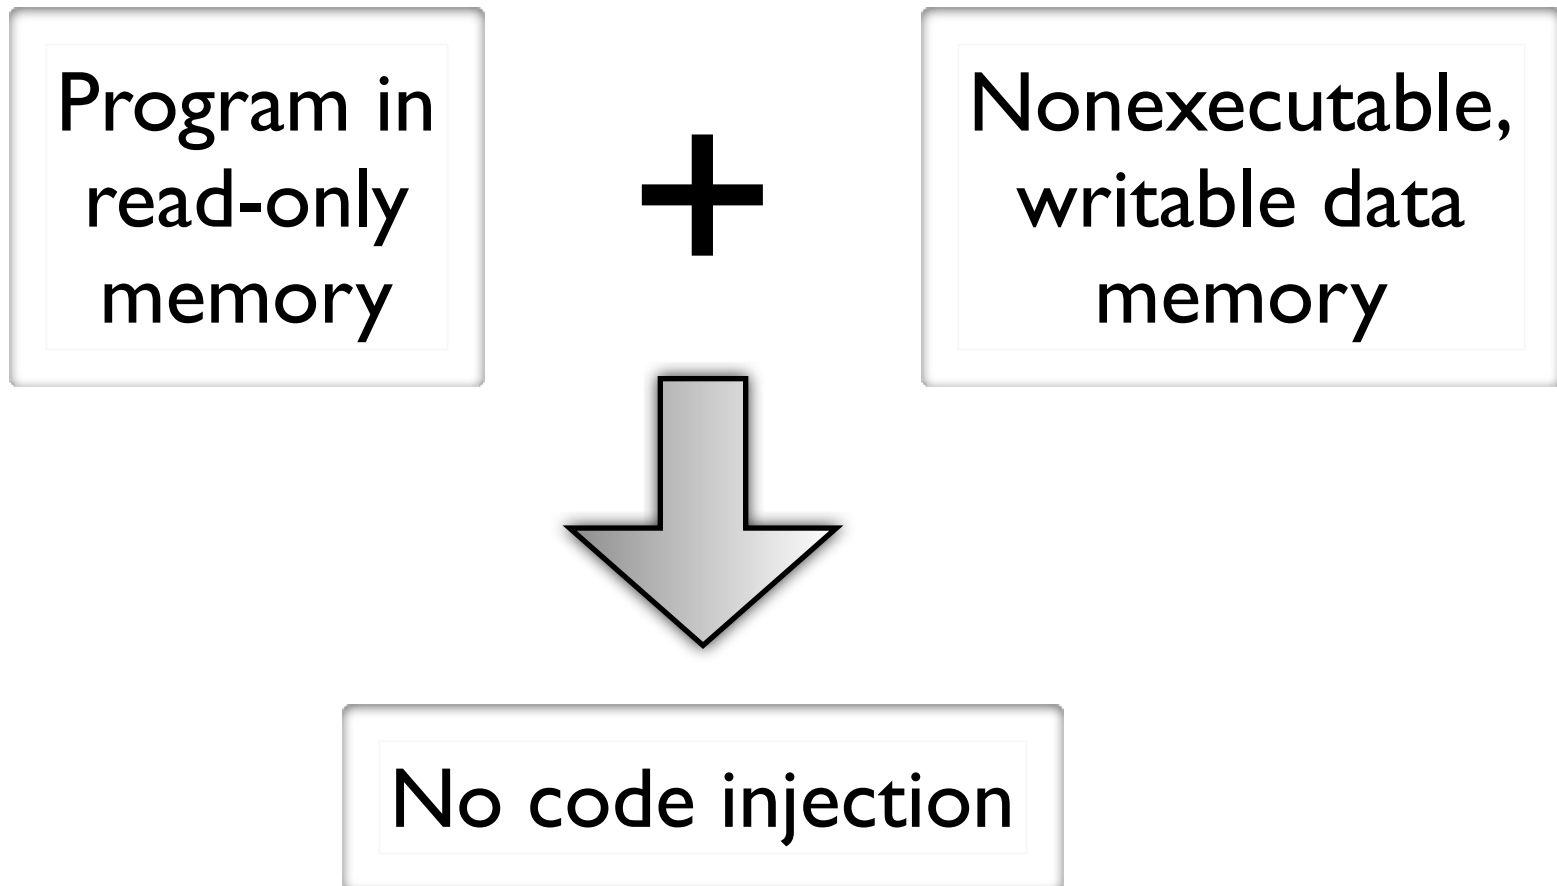 Program in
read-only
memory
+
Nonexecutable,
writable data
memory
No code injection